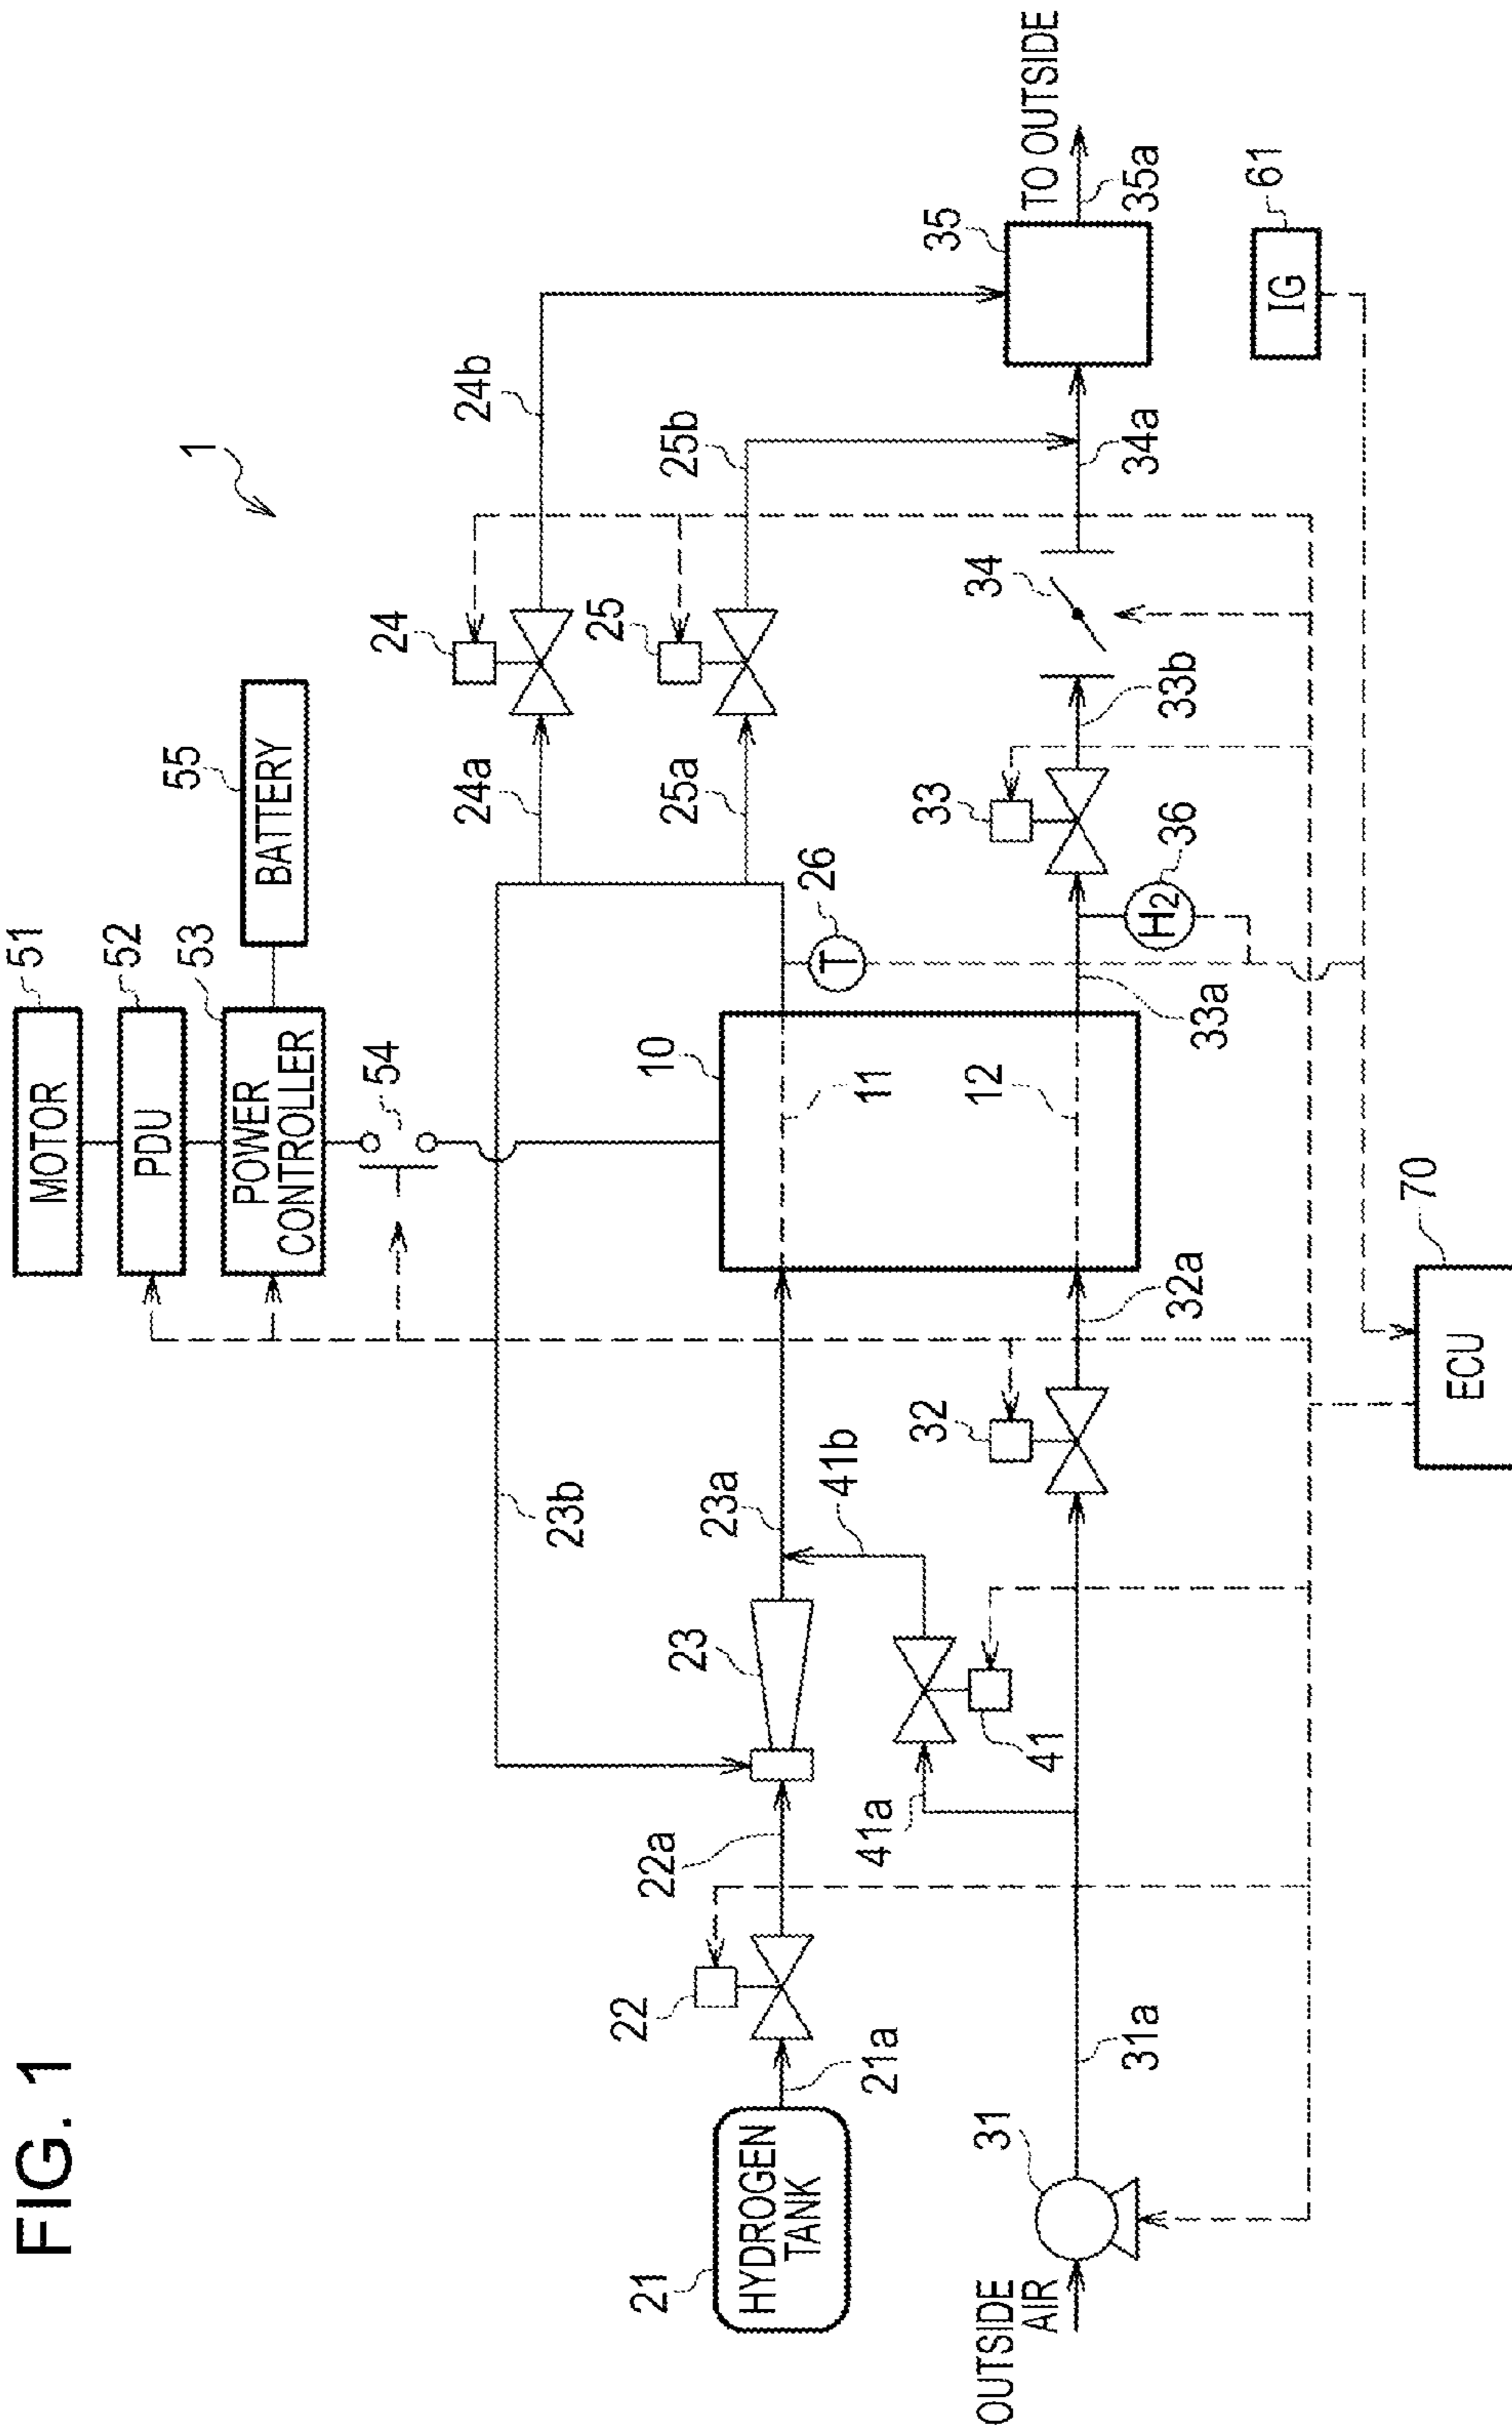 FIG. 1
1
MOTOR
51
PDU
52
POWER
CONTROLLER
53
BATTERY
55
54
24
24a
24b
25
25a
25b
23b
TO OUTSIDE
35
35a
HYDROGEN
TANK
21
21a
22
22a
23
23a
10
11
12
26
T
41
41a
41b
OUTSIDE
AIR
31
31a
32
32a
33a
H2
36
33
33b
34
34a
IG
61
ECU
70